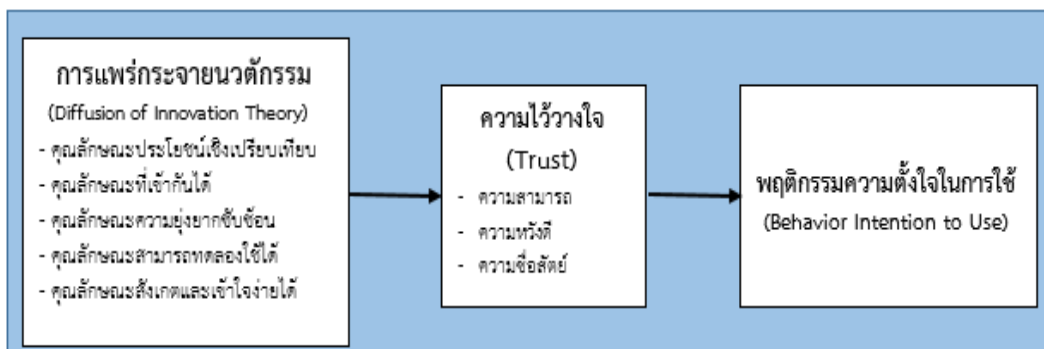 การแพร่กระจายนวตักรรม
(Diffusion of Innovation Theory)
- คุณลักษณะประโยชน์เชิงเปรียบเทียบ
- คุณลักษณะที่เข้ากันได้
- คุณลักษณะความยุ่งยากซับซ้อน
- คุณลักษณะสามารถทดลองใช้ได้
- คุณลักษณะสังเกตและเข้าใจง่ายได้
ความไว้วางใจ
(Trust)
- ความสามารถ
- ความหวังดี
- ความซื่อสัตย์
พฤติกรรมความตั้งใจในการใช้
(Behavior Intention to Use)